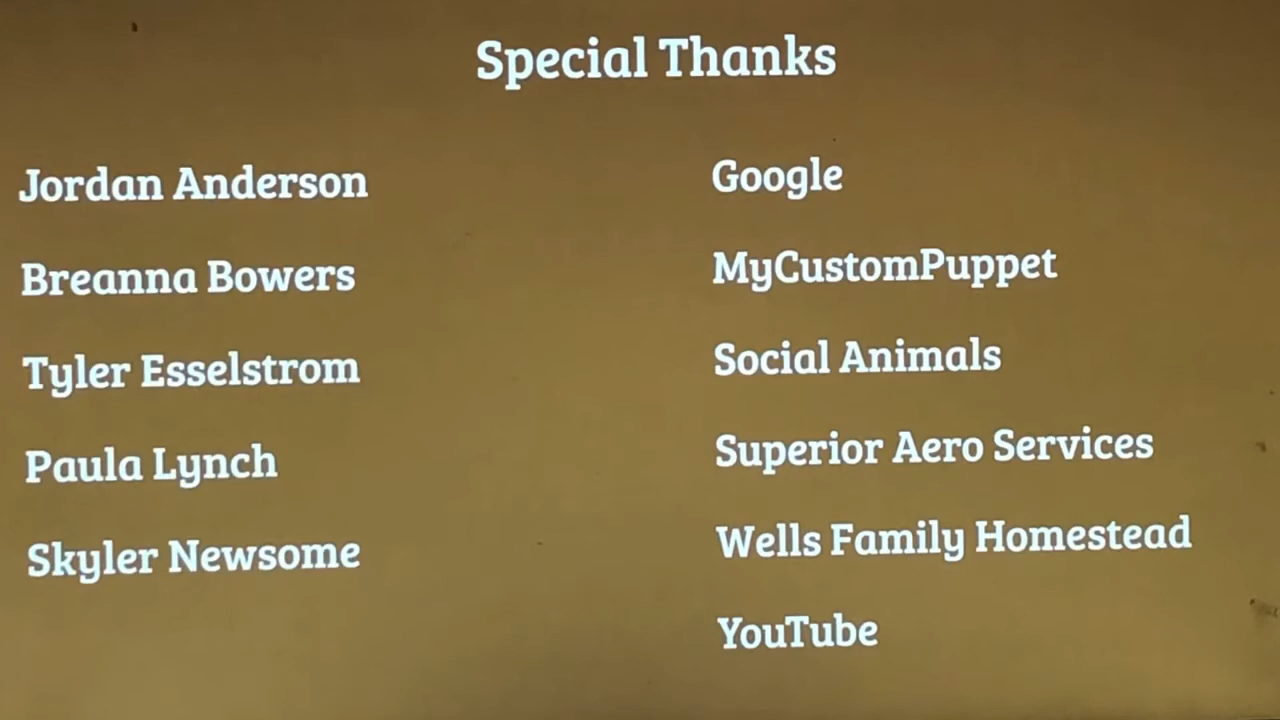 Special Thanks
Jordan Anderson
Breanna Bowers
Tyler Esselstrom
Paula Lynch
Skyler Newsome
Google
MyCustomPuppet
Social Animals
Superior Aero Services
Wells Family Homestead
YouTube